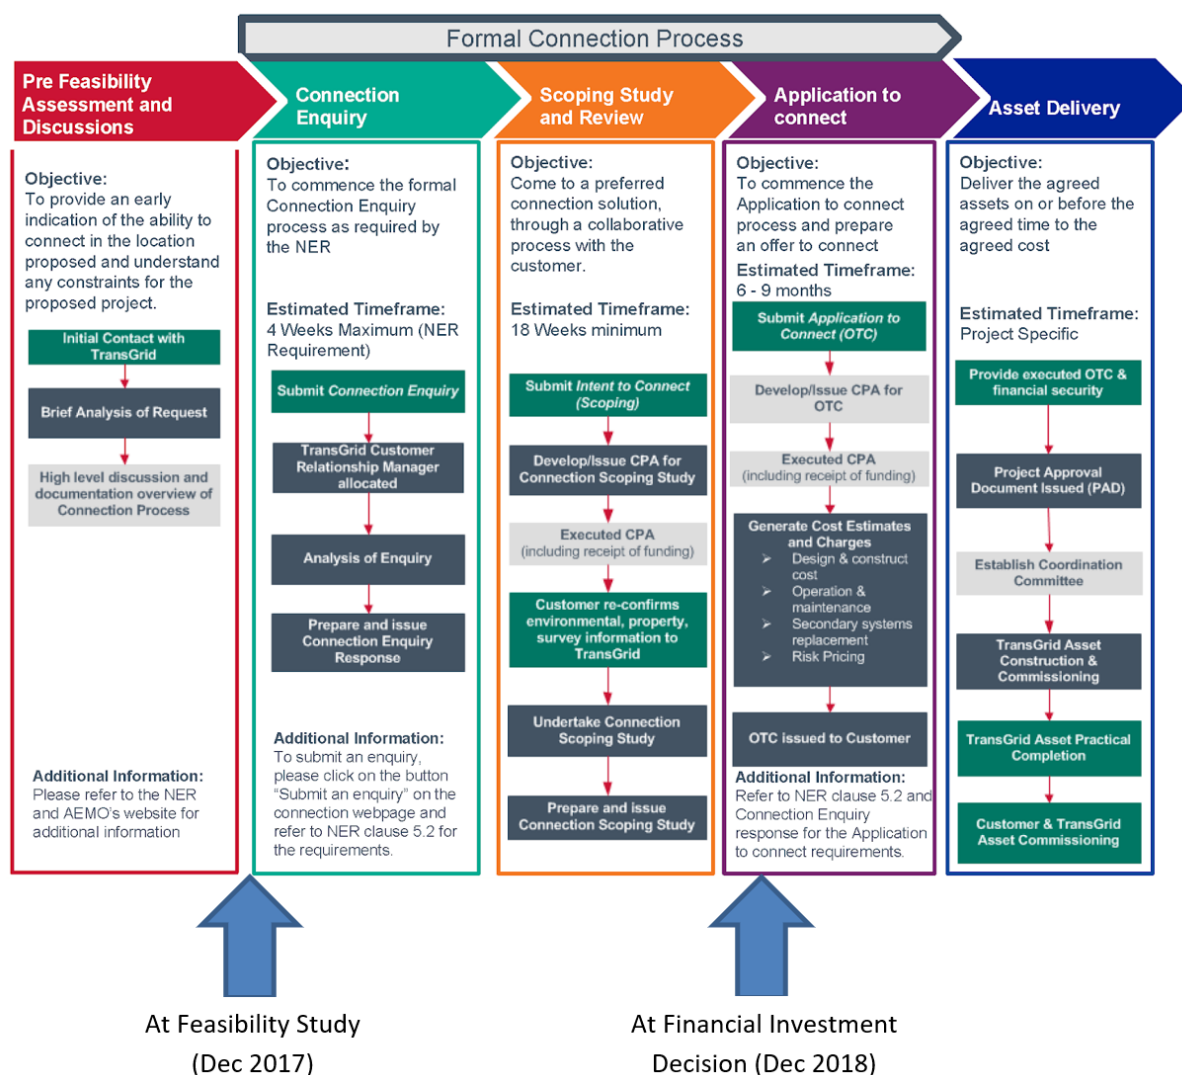 Formal Connection Process
Pre Feasibility
Assessment and
Discussions
Objective:
To provide an early
indication of the ability to
connect in the location
proposed and understand
any constraints for the
proposed project.
Initial Contact with
TransGrid
Brief Analysis of Request
High level discussion and
documentation overview of
Connection Process
Additional Information:
Please refer to the NER
and AEMO's website for
additional information
Connection
Enquiry
Objective:
To commence the formal
Connection Enquiry
process as required by
the NER
Estimated Timeframe:
4 Weeks Maximum (NER
Requirement)
Submit Connection Enquiry
TransGrid Customer
Relationship Manager
allocated
Analysis of Enquiry
Prepare and issue
Connection Enquiry
Response
Additional Information:
To submit an enquiry,
please click on the button
“Submit an enquiry” on the
connection webpage and
refer to NER clause 5.2 for
the requirements.
Scoping Study
and Review
Objective:
Come to a preferred
connection solution,
through a collaborative
process with the
customer.
Estimated Timeframe:
18 Weeks minimum
Submit Intent to Connect
(Scoping)
Develop/Issue CPA for
Connection Scoping Study
Executed CPA
(including receipt of funding)
Customer re-confirms
environmental, property,
survey information to
TransGrid
Undertake Connection
Scoping Study
Prepare and issue
Connection Scoping Study
Application to
connect
Objective:
To commence the
Application to connect
process and prepare
an offer to connect
Estimated Timeframe:
6 - 9 months
Submit Application to
Connect (OTC)
Develop/Issue CPA for
OTC
Executed CPA
(including receipt of funding)
Generate Cost Estimates
and Charges
➢ Design & construct
cost
➢ Operation &
maintenance
➢ Secondary systems
replacement
➢ Risk Pricing
OTC issued to Customer
Additional Information:
Refer to NER clause 5.2 and
Connection Enquiry
response for the Application
to connect requirements.
Asset Delivery
Objective:
Deliver the agreed
assets on or before the
agreed time to the
agreed cost
Estimated Timeframe:
Project Specific
Provide executed OTC &
financial security
Project Approval
Document Issued (PAD)
Establish Coordination
Committee
TransGrid Asset
Construction &
Commissioning
TransGrid Asset Practical
Completion
Customer & TransGrid
Asset Commissioning
At Feasibility Study
(Dec 2017)
At Financial Investment
Decision (Dec 2018)